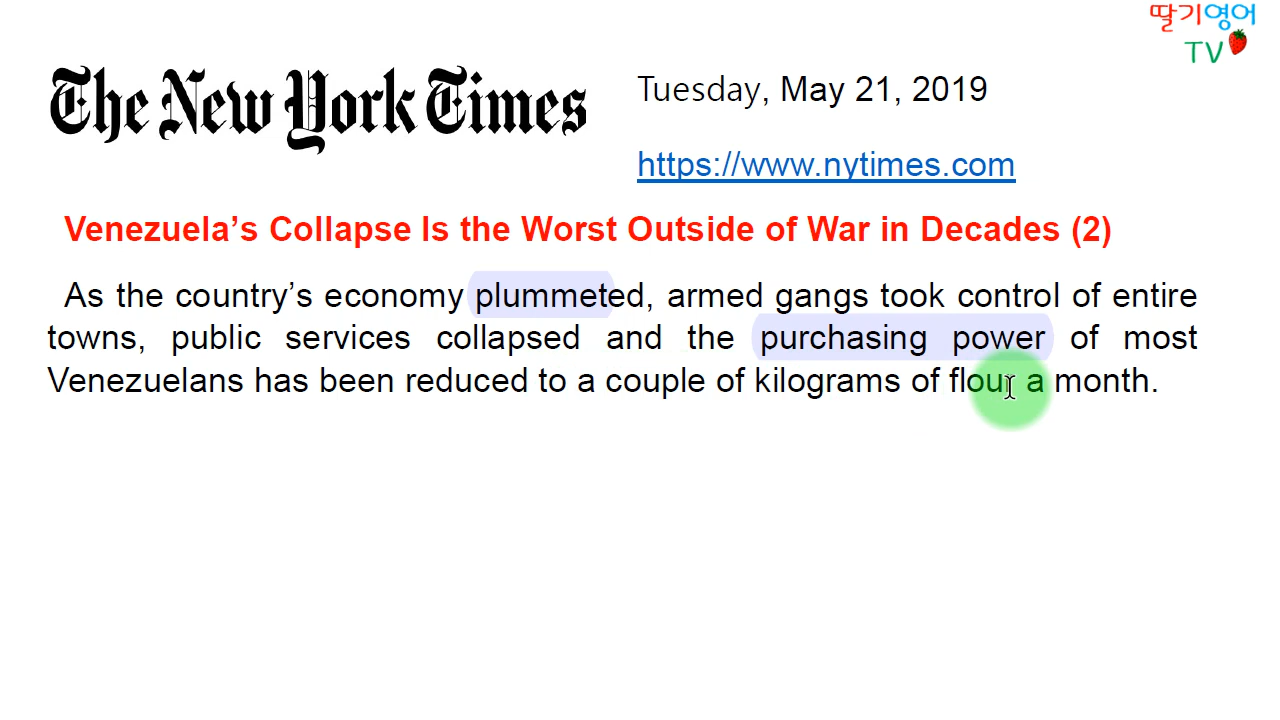 딸기영어
TV
The New York Times
Tuesday, May 21, 2019
https://www.nytimes.com
Venezuela's Collapse Is the Worst Outside of War in Decades (2)
As the country's economy plummeted, armed gangs took control of entire
towns, public services collapsed and the purchasing power of most
Venezuelans has been reduced to a couple of kilograms of flour a month.